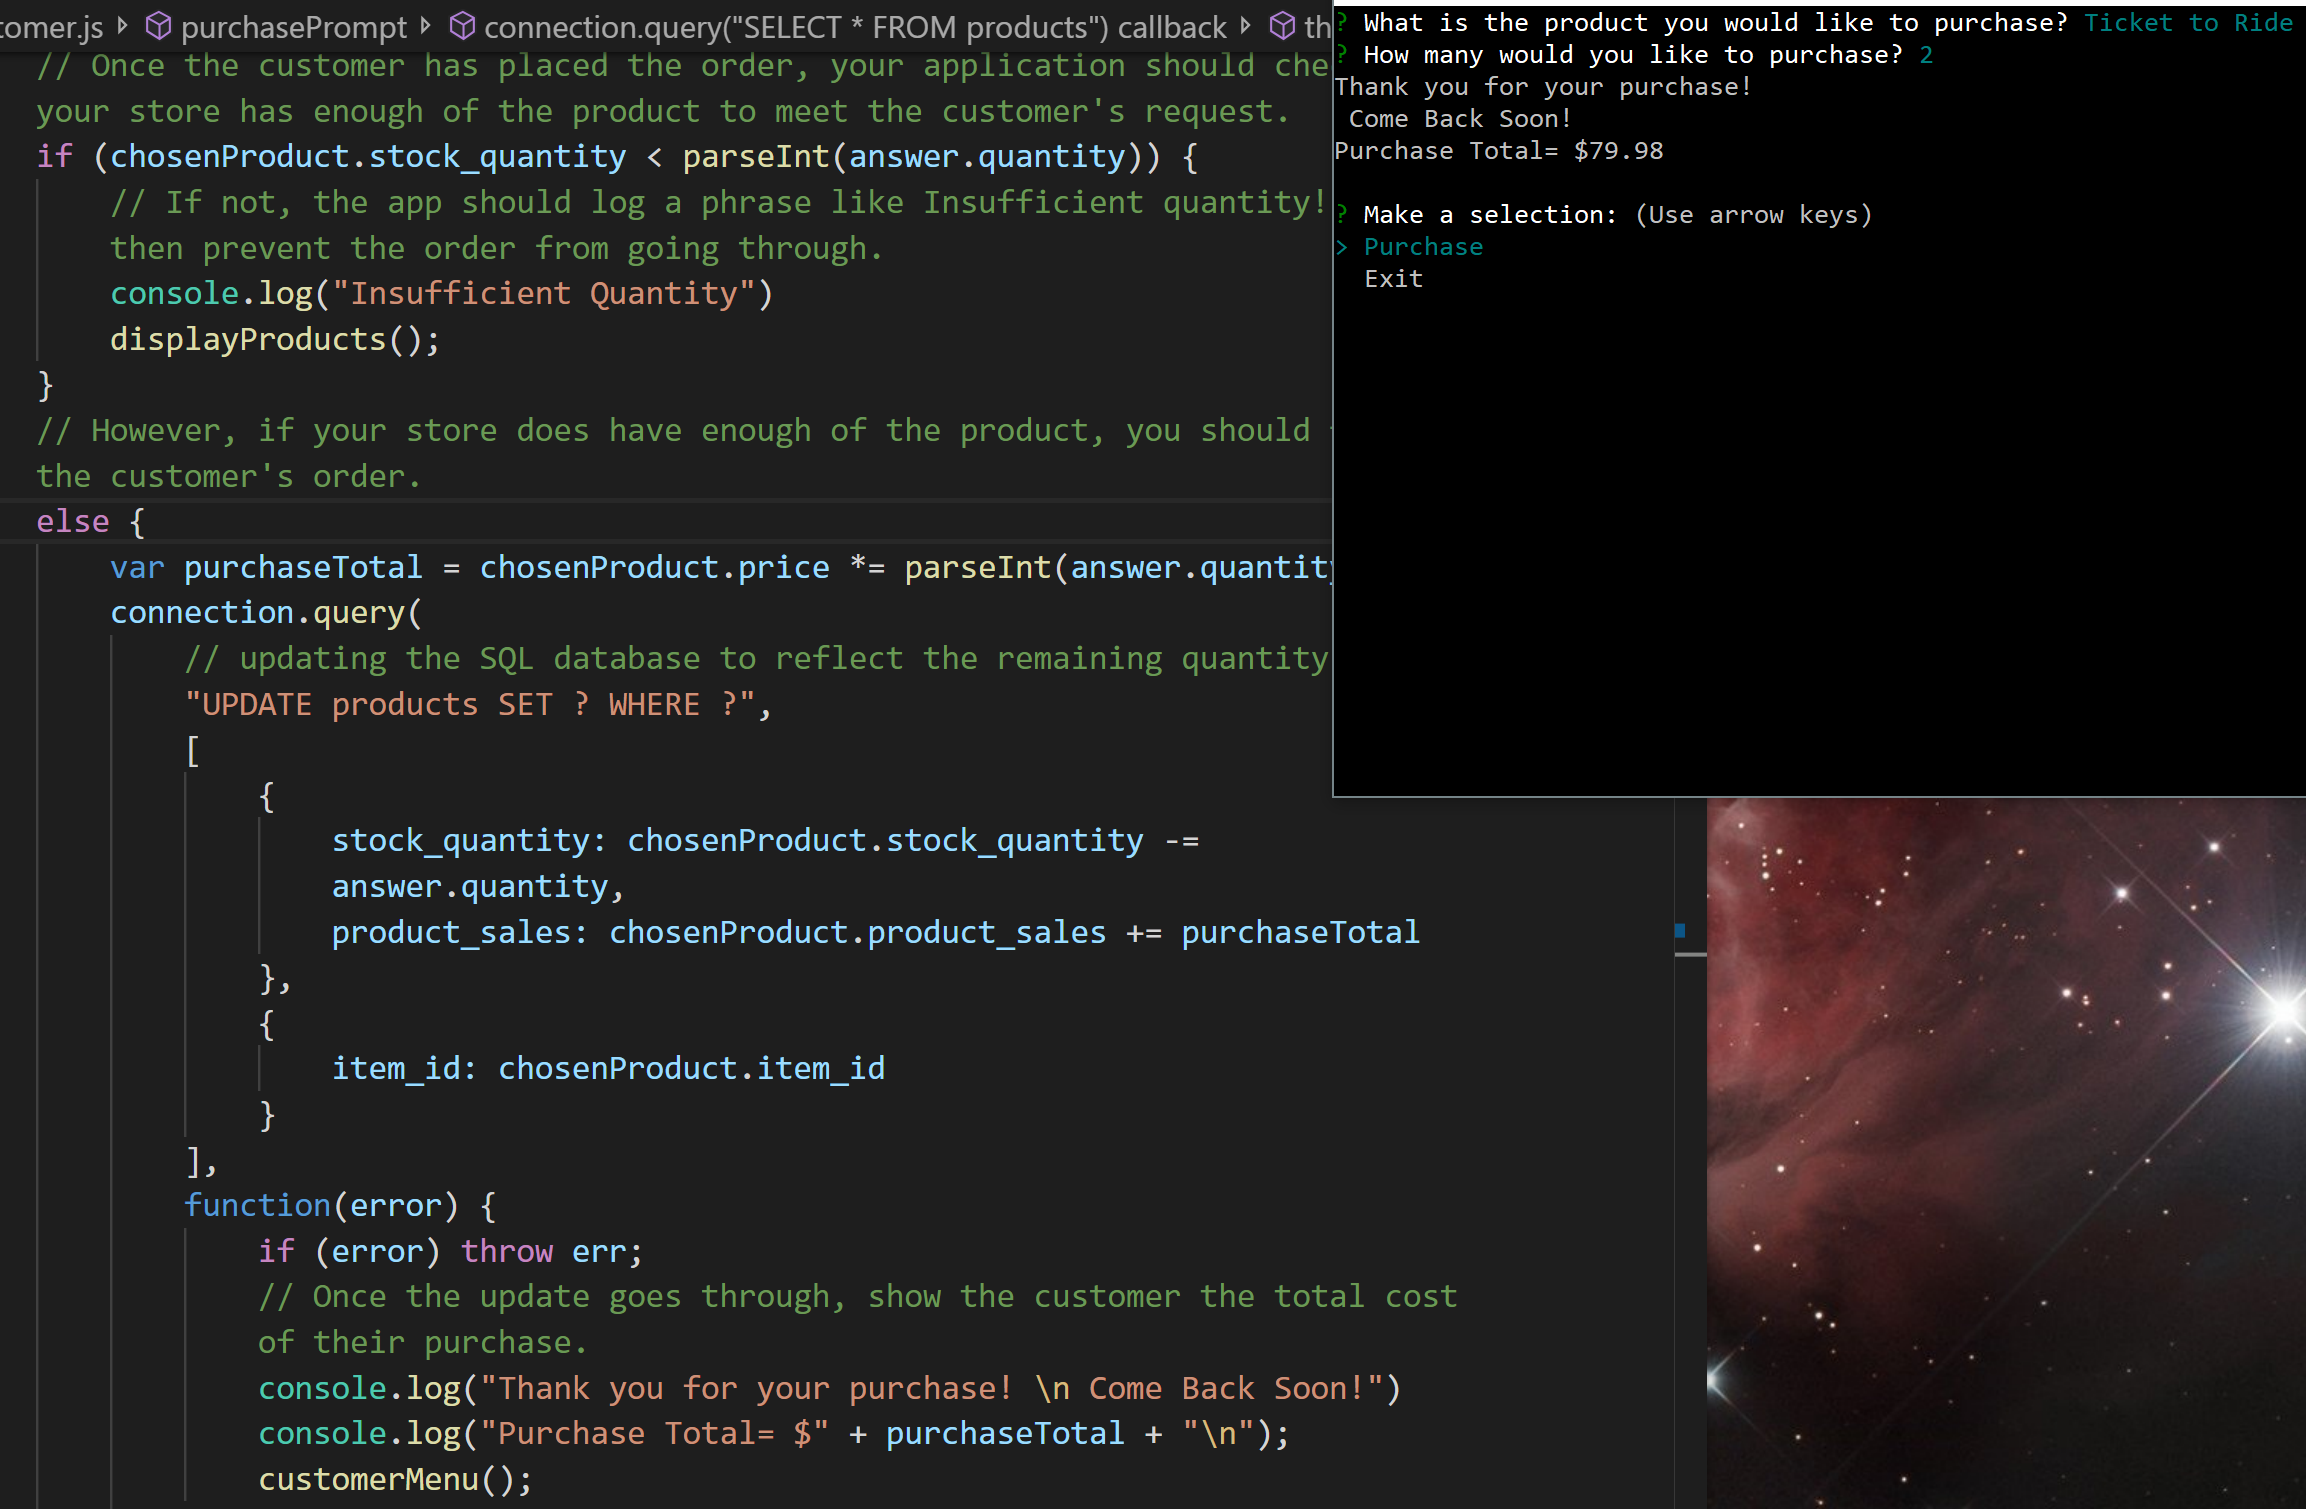 tomer.js purchasePrompt connection.query("SELECT * FROM products") callback th
// Once the customer has placed the order, your application should che
your store has enough of the product to meet the customer's request.
if (chosenProduct.stock_quantity < parseInt(answer.quantity)) {
// If not, the app should log a phrase like Insufficient quantity!
then prevent the order from going through.
console.log("Insufficient Quantity")
displayProducts();
}
// However, if your store does have enough of the product, you should
the customer's order.
else {
var purchaseTotal = chosenProduct.price *= parseInt(answer.quantity
connection.query(
// updating the SQL database to reflect the remaining quantity
"UPDATE products SET ? WHERE ?",
[
{
stock_quantity: chosenProduct.stock_quantity -=
answer.quantity,
product_sales: chosenProduct.product_sales += purchaseTotal
},
{
item_id: chosenProduct.item_id
}
],
function(error) {
if (error) throw err;
// Once the update goes through, show the customer the total cost
of their purchase.
console.log("Thank you for your purchase! \n Come Back Soon!")
console.log("Purchase Total= $" + purchaseTotal + "\n");
customerMenu();
? What is the product you would like to purchase? Ticket to Ride
? How many would you like to purchase? 2
Thank you for your purchase!
Come Back Soon!
Purchase Total= $79.98
? Make a selection: (Use arrow keys)
> Purchase
Exit